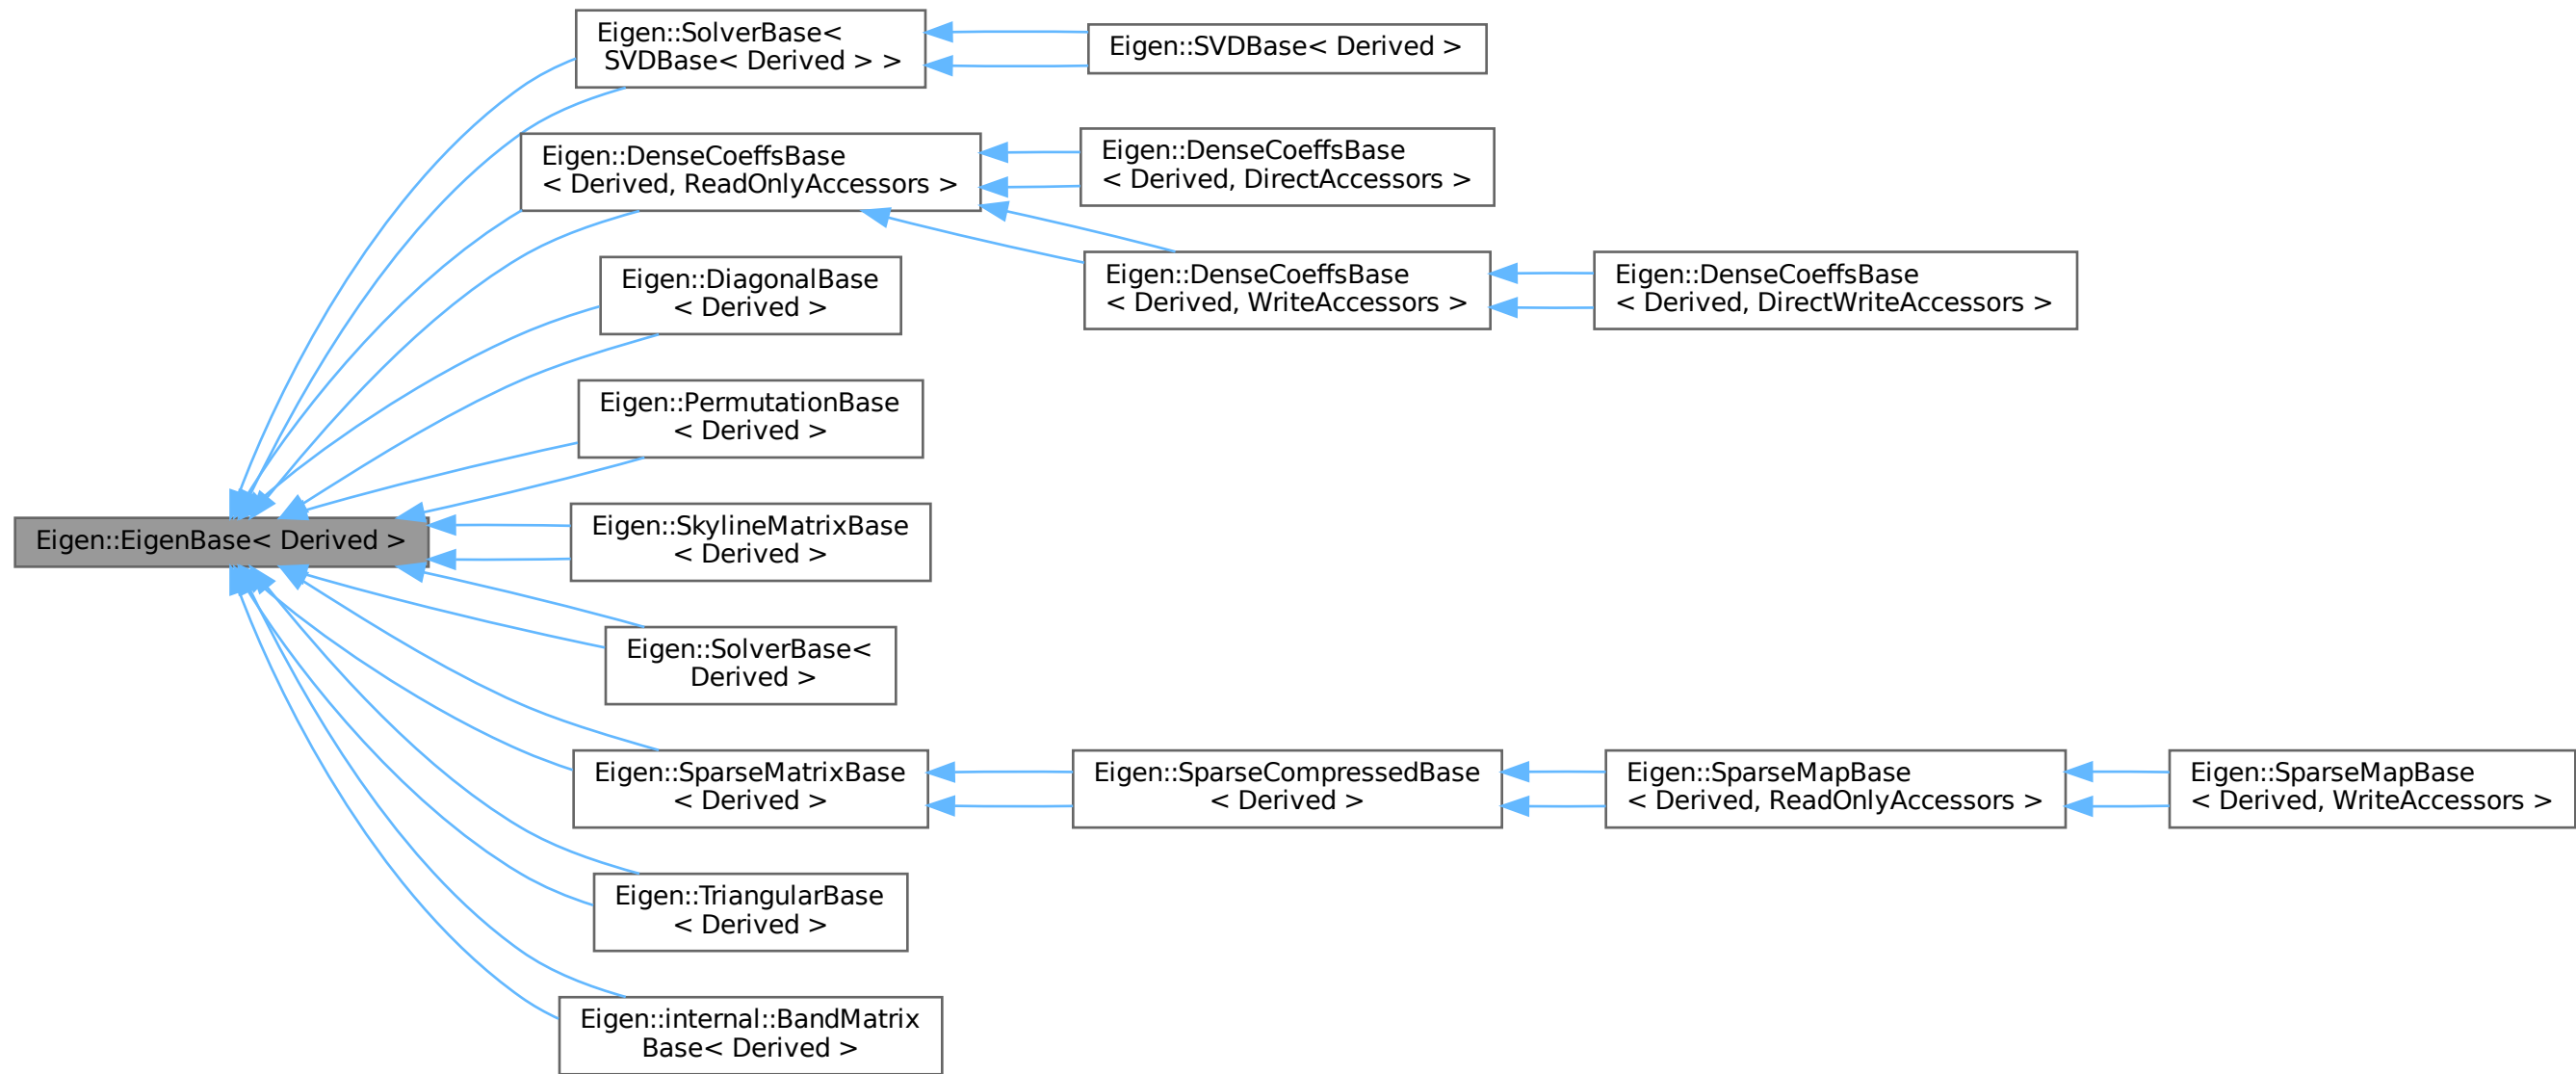 Eigen::SolverBase<
SVDBase< Derived > >
Eigen::SVDBase< Derived >
Eigen::DenseCoeffsBase
< Derived, ReadOnlyAccessors >
Eigen::DenseCoeffsBase
< Derived, DirectAccessors >
Eigen::DiagonalBase
< Derived >
Eigen::DenseCoeffsBase
< Derived, WriteAccessors >
Eigen::DenseCoeffsBase
< Derived, DirectWriteAccessors >
Eigen::PermutationBase
< Derived >
Eigen::EigenBase< Derived >
Eigen::SkylineMatrixBase
< Derived >
Eigen::SolverBase<
Derived >
Eigen::SparseMatrixBase
< Derived >
Eigen::SparseCompressedBase
< Derived >
Eigen::SparseMapBase
< Derived, ReadOnlyAccessors >
Eigen::SparseMapBase
< Derived, WriteAccessors >
Eigen::TriangularBase
< Derived >
Eigen::internal::BandMatrix
Base< Derived >